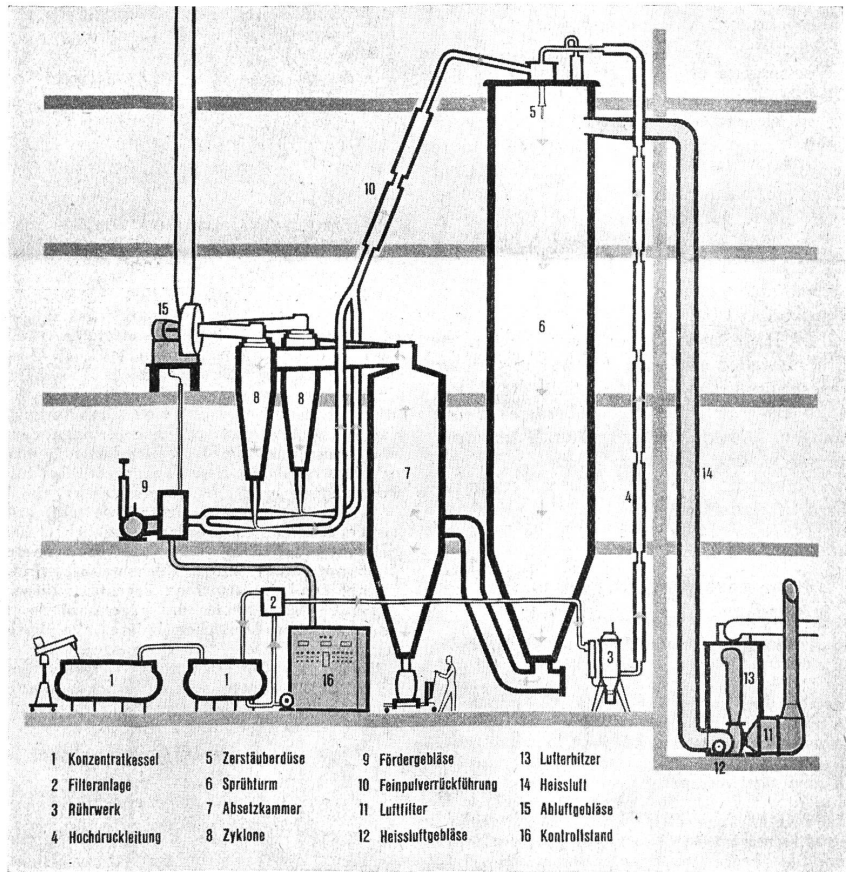 5
10
15
6
8 8
9
7
14
4
2
3
1 1 16
13
11
12
1 Konzentratkessel
2 Filteranlage
3 Rührwerk
4 Hochdruckleitung
5 Zerstäuberdüse
6 Sprühturm
7 Absetzkammer
8 Zyklone
9 Fördergebläse
10 Feinpulverrückführung
11 Luftfilter
12 Heissluftgebläse
13 Lufterhitzer
14 Heissluft
15 Abluftgebläse
16 Kontrollstand